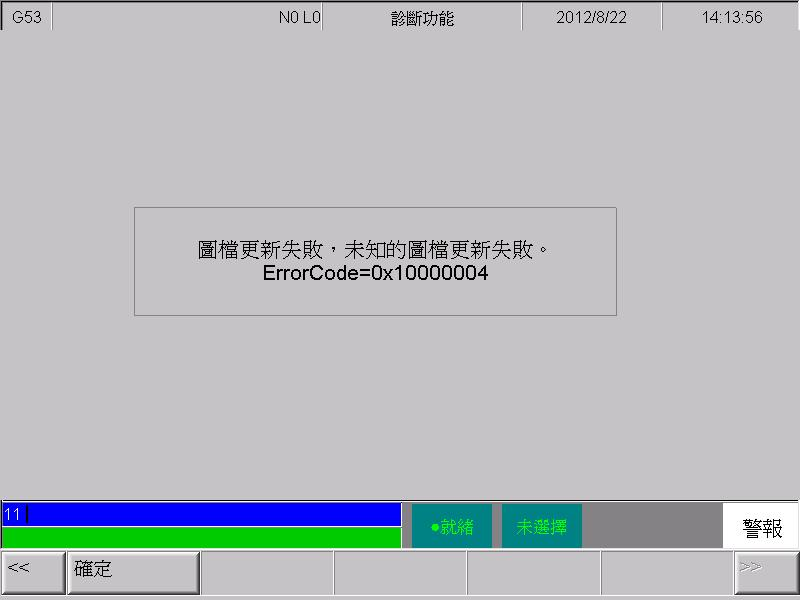 G53 N0 L0 診斷功能 2012/8/22 14:13:56
圖檔更新失敗，未知的圖檔更新失敗。
ErrorCode=0x10000004
11
●就緒 未選擇 警報
<< 確定 >>